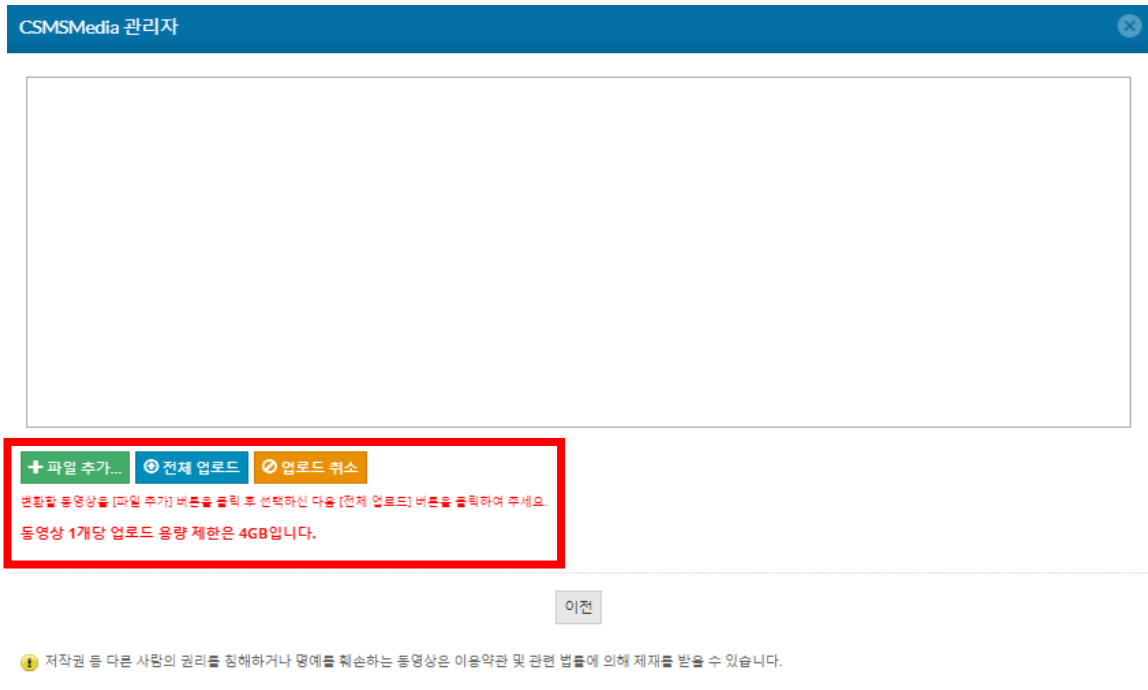 CSMSMedia 관리자
파일 추가...
전체 업로드
업로드 취소
변환할 동영상을 [파일 추가] 버튼을 클릭 후 선택하신 다음 [전체 업로드] 버튼을 클릭하여 주세요.
동영상 1개당 업로드 용량 제한은 4GB입니다.
이전
저작권 등 다른 사람의 권리를 침해하거나 명예를 훼손하는 동영상은 이용약관 및 관련 법률에 의해 제재를 받을 수 있습니다.